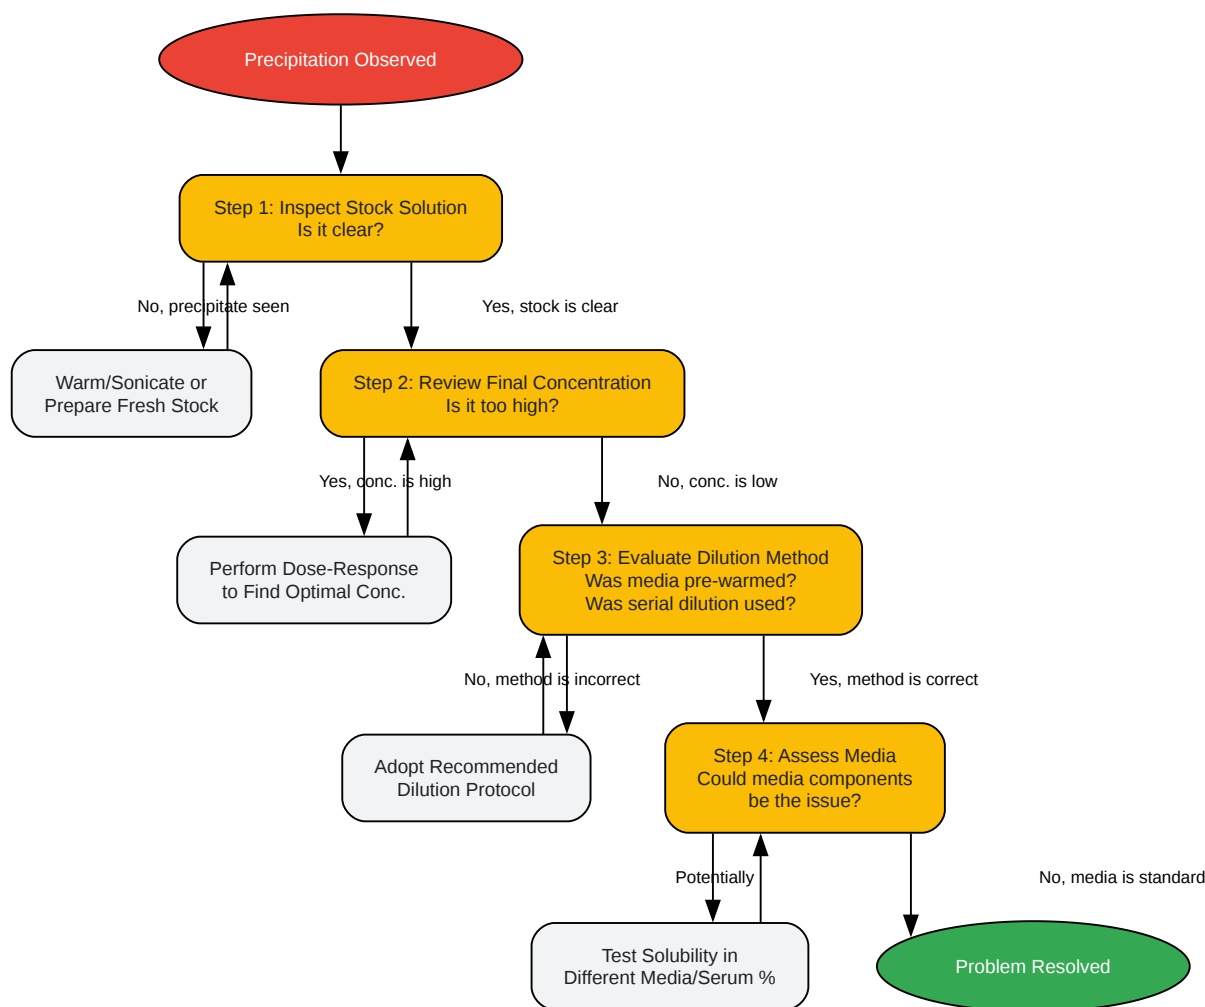 Precipitation Observed
Step 1: Inspect Stock Solution
Is it clear?
No, precipitate seen
Yes, stock is clear
Warm/Sonicate or
Prepare Fresh Stock
Step 2: Review Final Concentration
Is it too high?
Yes, conc. is high
No, conc. is low
Perform Dose-Response
to Find Optimal Conc.
Step 3: Evaluate Dilution Method
Was media pre-warmed?
Was serial dilution used?
No, method is incorrect
Yes, method is correct
Adopt Recommended
Dilution Protocol
Step 4: Assess Media
Could media components
be the issue?
Potentially
No, media is standard
Test Solubility in
Different Media/Serum %
Problem Resolved